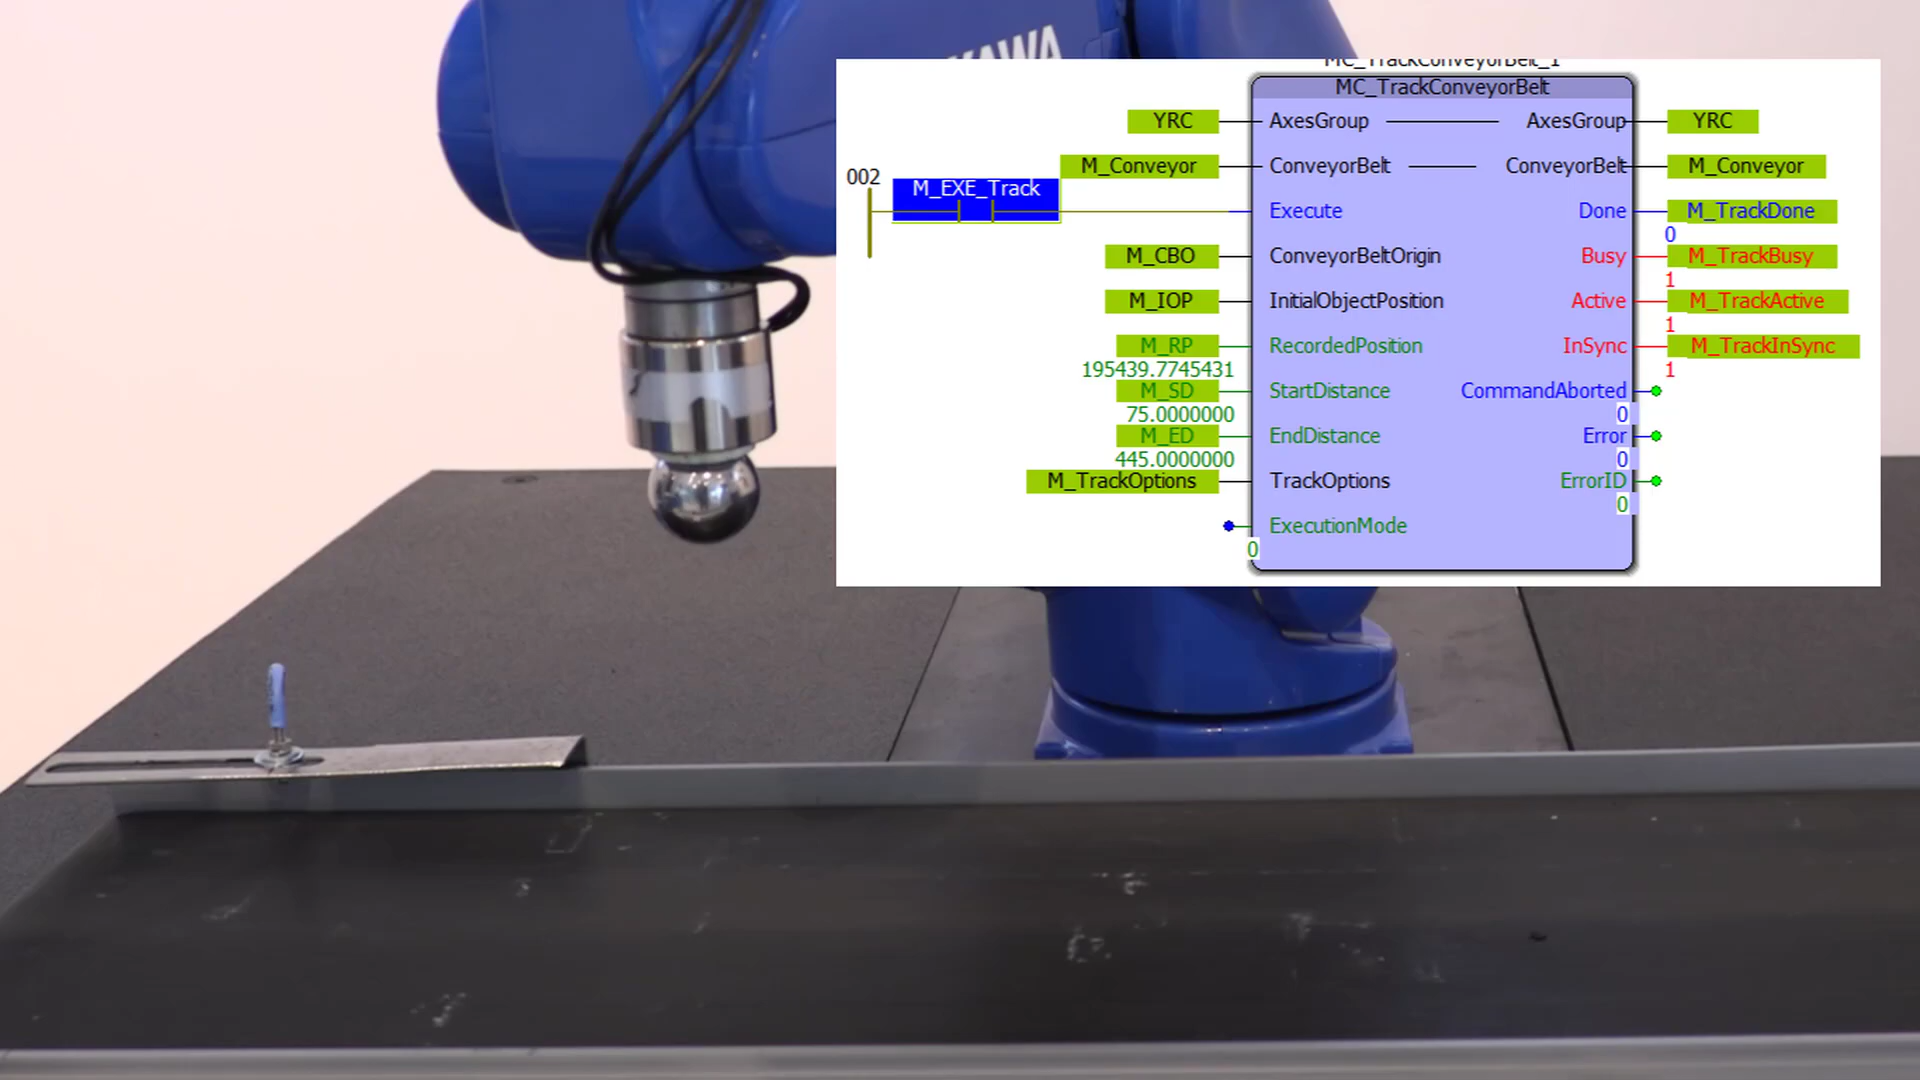 MC_TrackConveyorBelt_1
MC_TrackConveyorBelt
YRC AxesGroup AxesGroup YRC
M_Conveyor ConveyorBelt ConveyorBelt M_Conveyor
002
M_EXE_Track Execute Done M_TrackDone
0
M_CBO ConveyorBeltOrigin Busy M_TrackBusy
1
M_IOP InitialObjectPosition Active M_TrackActive
1
M_RP RecordedPosition InSync M_TrackInSync
195439.7745431 1
M_SD StartDistance CommandAborted
75.0000000 0
M_ED EndDistance Error
445.0000000 0
M_TrackOptions TrackOptions ErrorID
0
ExecutionMode
0